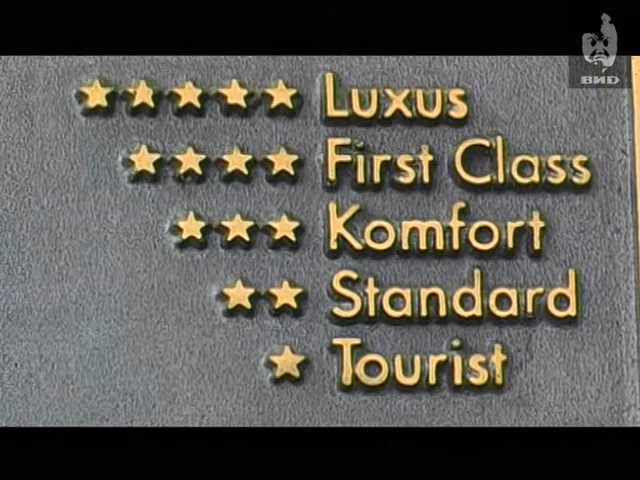 ВИD
★★★★★ Luxus
★★★★ First Class
★★★ Komfort
★★ Standard
★ Tourist